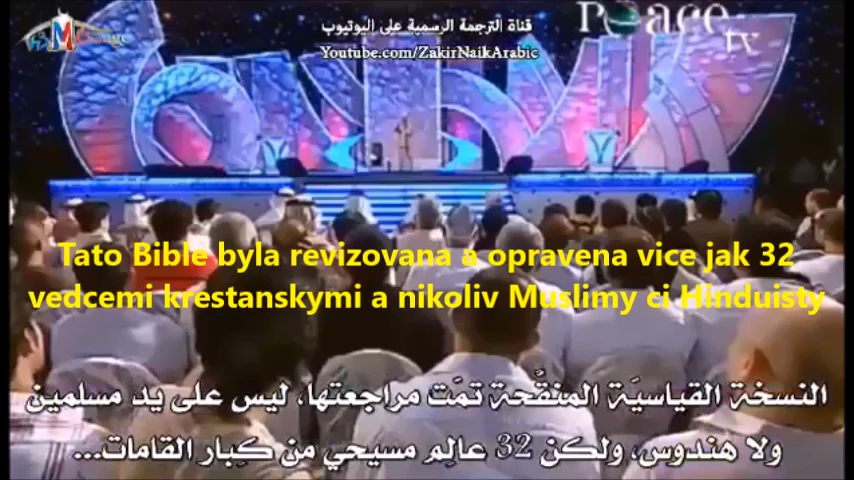 قناة الترجمة الرسمية على اليوتيوب
Youtube.com/ZakirNaikArabic
Peace
tv
Tato Bible byla revizovana a opravena vice jak 32
vedcemi krestanskymi a nikoliv Muslimy ci Hinduisty
النسخة القياسيّة المنقّحة تمّت مراجعتها، ليس على يد مسلمين
ولا هندوس، ولكن 32 عالِم مسيحي من كِبار القامات...